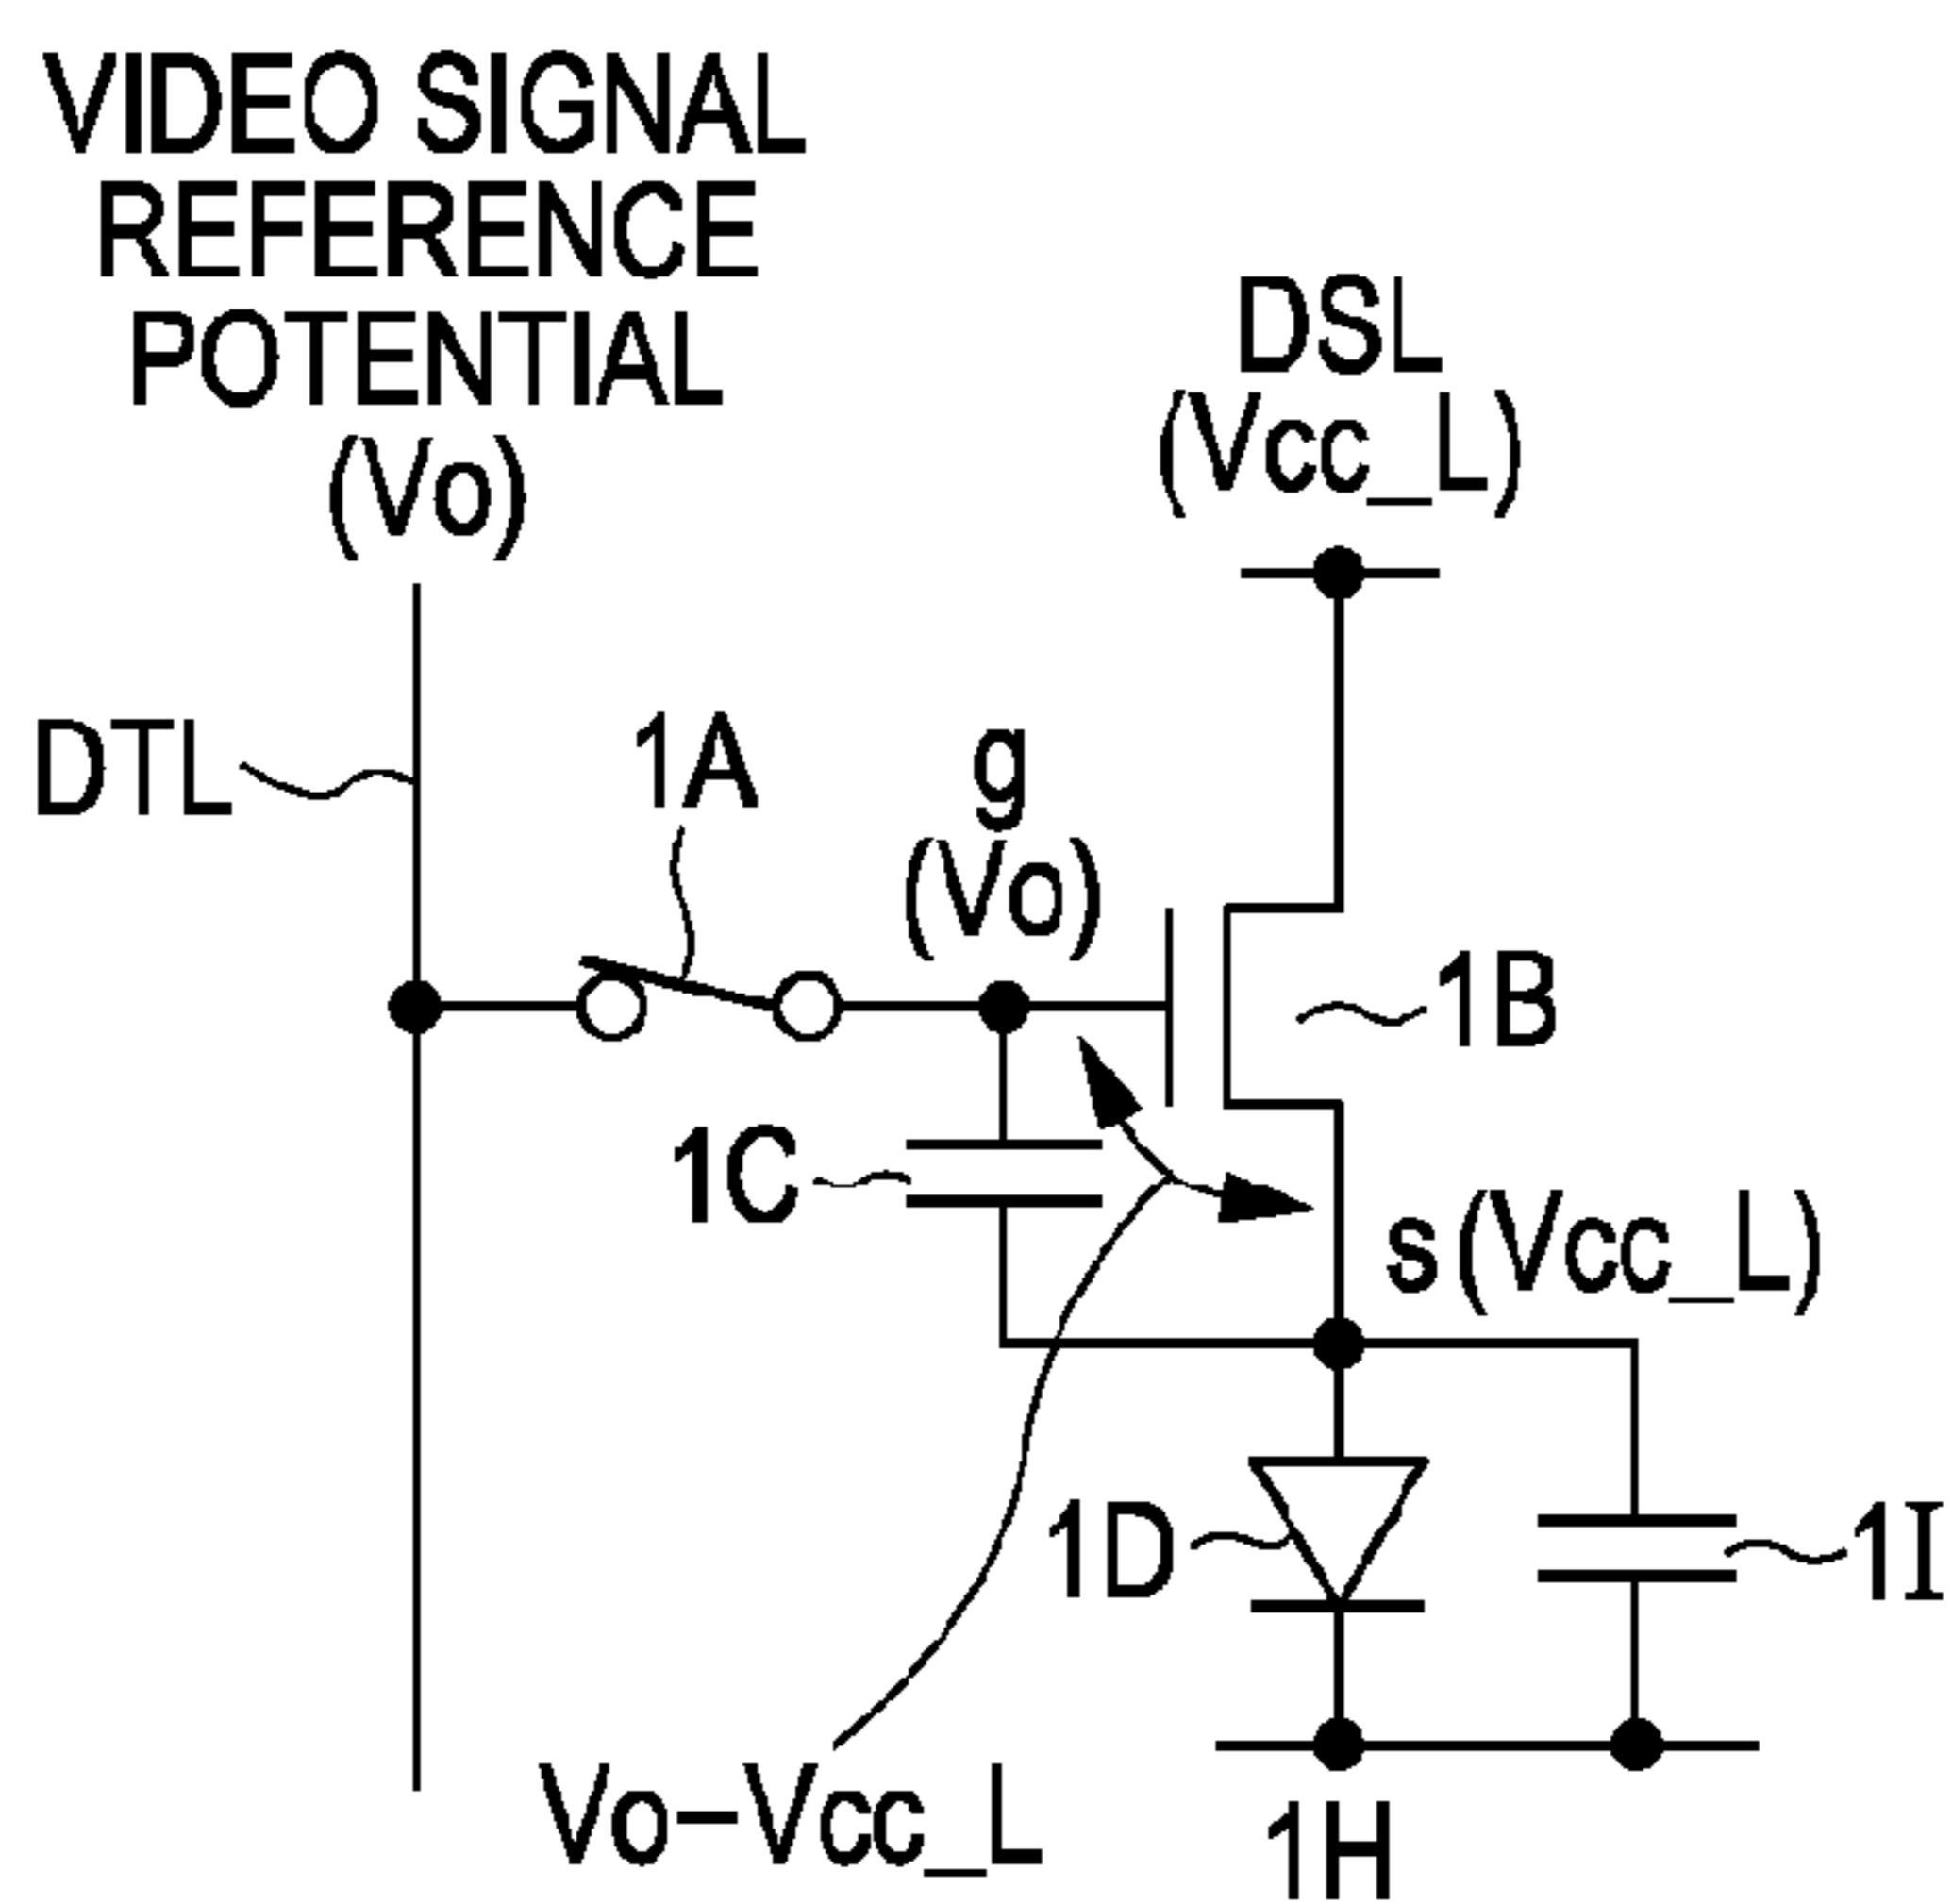 VIDEO SIGNAL
REFERENCE
POTENTIAL
(Vo)
DSL
(Vcc_L)
DTL
1A
g
(Vo)
1B
1C
s (Vcc_L)
1D
1I
Vo−Vcc_L
1H